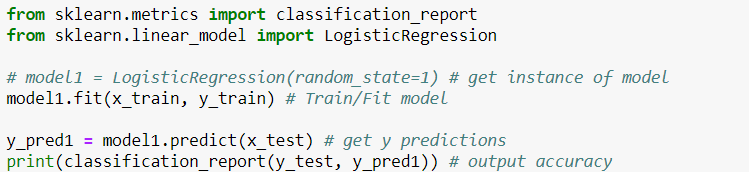 from sklearn.metrics import classification_report
from sklearn.linear_model import LogisticRegression
# model1 = LogisticRegression(random_state=1) # get instance of model
model1.fit(x_train, y_train) # Train/Fit model
y_pred1 = model1.predict(x_test) # get y predictions
print(classification_report(y_test, y_pred1)) # output accuracy